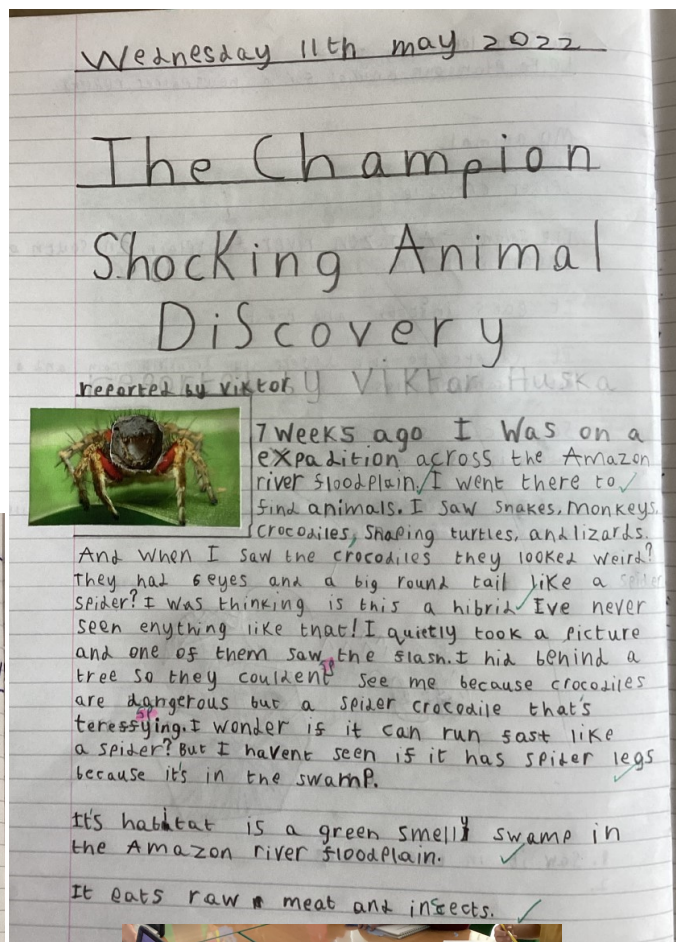 Wednesday 11th may 2022
The Champion
Shocking Animal
Discovery
reported by Viktor
7 weeks ago I was on a
expadition across the Amazon
river floodplain. I went there to
find animals. I saw snakes, monkeys,
crocodiles, snaping turtles, and lizards.
And when I saw the crocodiles they looked weird?
They had 6 eyes and a big round tail like a
spider? I was thinking is this a hibrid Ive never
seen enything like that! I quietly took a picture
and one of them saw the flash. I hid behind a
tree so they couldent see me because crocodiles
are dangerous but a spider crocodile that's
teressying. I wonder if it can run fast like
a spider? But I havent seen if it has spider legs
because it's in the swamp.
It's habitat is a green smelly swamp in
the Amazon river floodplain.
It eats raw meat and insects.